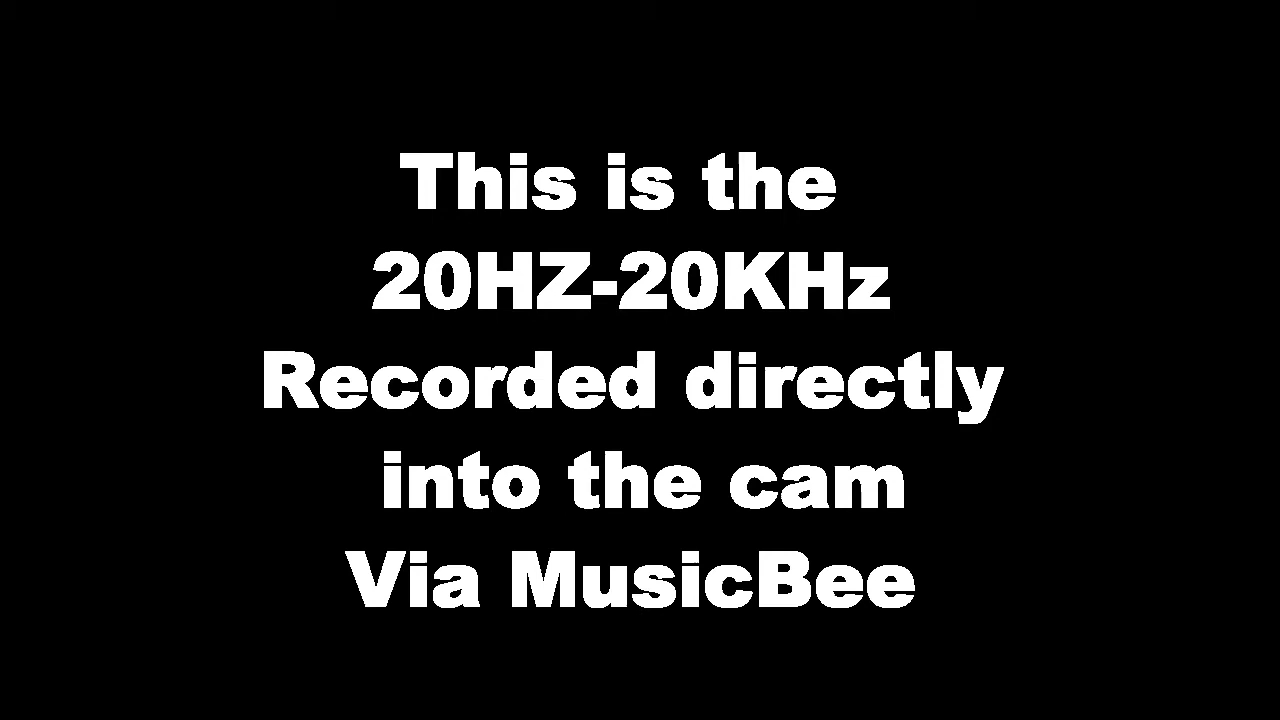 This is the
20HZ-20KHz
Recorded directly
into the cam
Via MusicBee